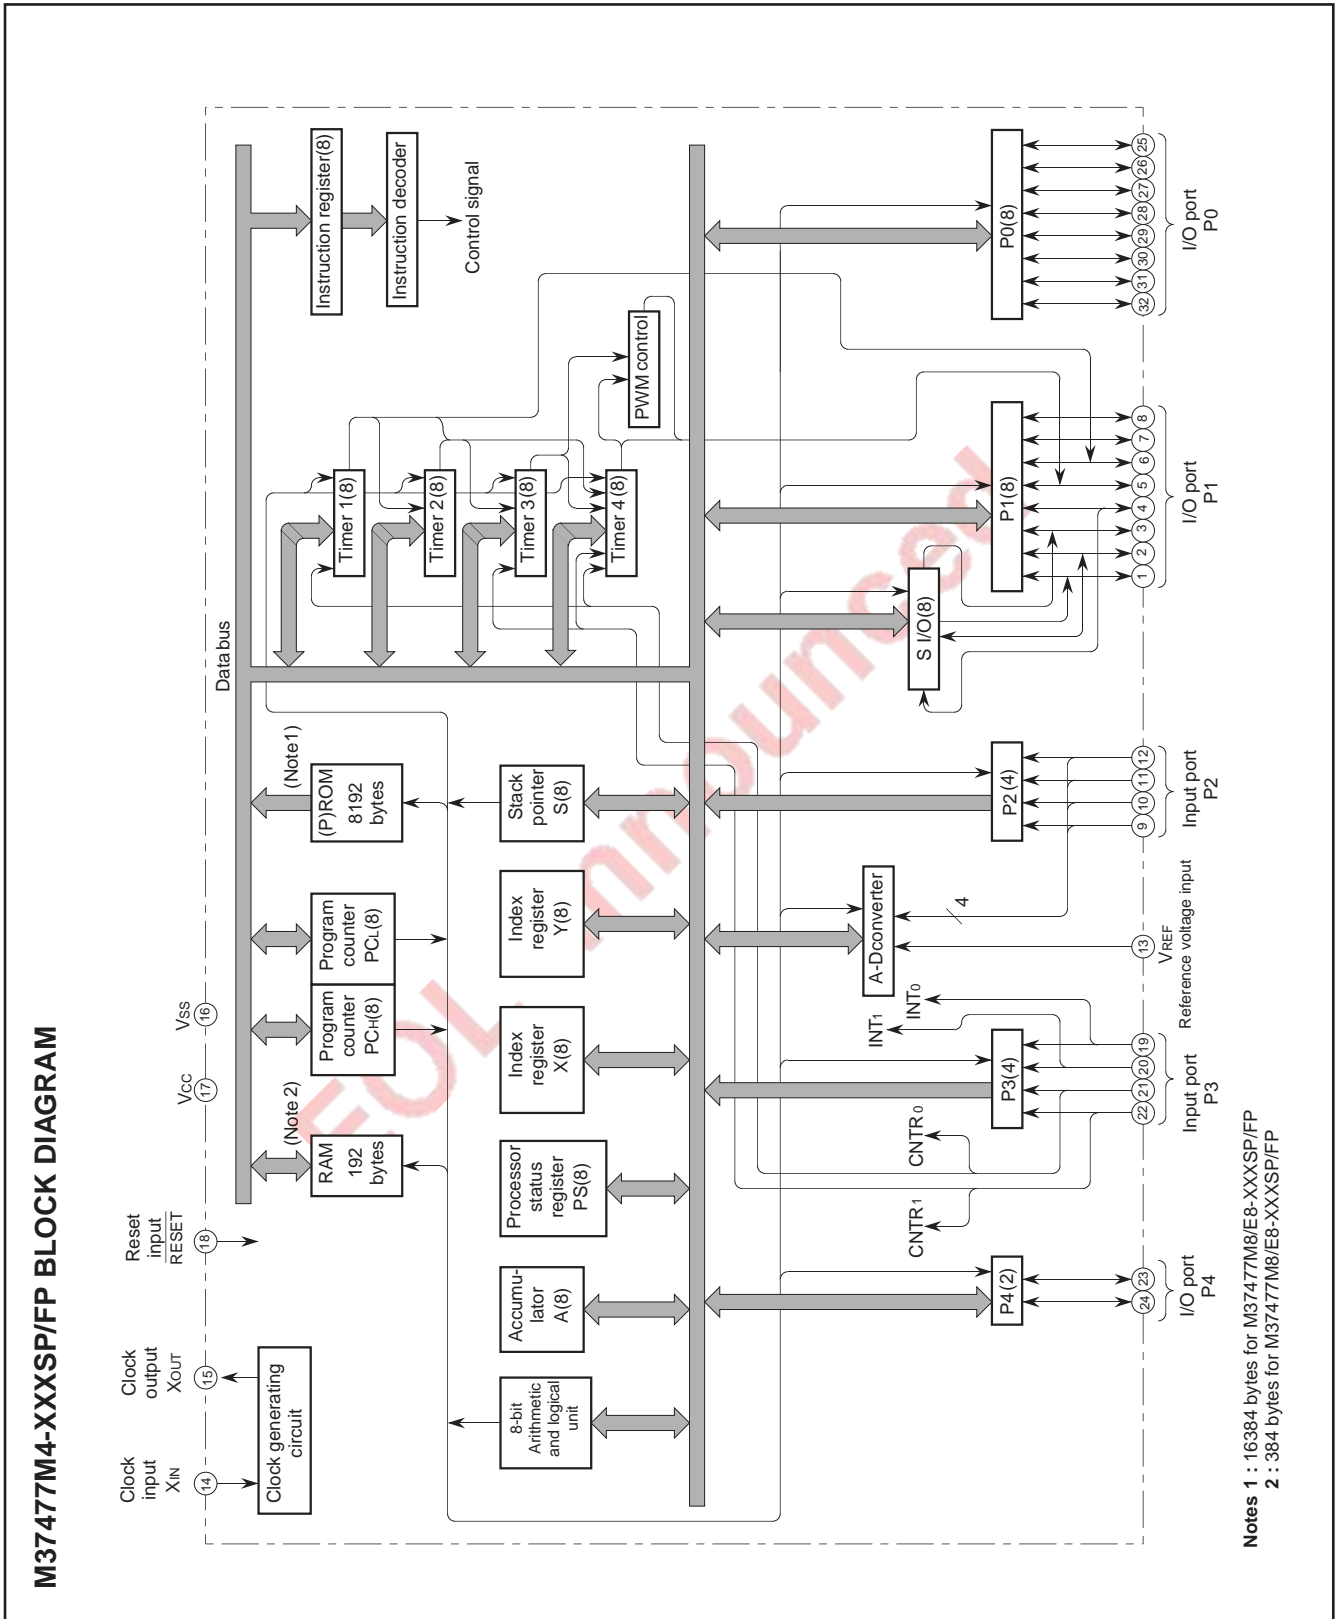 M37477M4-XXXSP/FP BLOCK DIAGRAM
Clock
input
XIN
14
Clock
output
XOUT
15
Reset
input
RESET
18
VCC
17
VSS
16
Clock generating
circuit
Data bus
RAM
192
bytes
(Note 2)
Program
counter
PCH(8)
Program
counter
PCL(8)
(P)ROM
8192
bytes
(Note1)
Instruction register(8)
Instruction decoder
Control signal
Timer 1(8)
Timer 2(8)
Timer 3(8)
Timer 4(8)
PWM control
8-bit
Arithmetic
and logical
unit
Accumu-
lator
A(8)
Processor
status
register
PS(8)
Index
register
X(8)
Index
register
Y(8)
Stack
pointer
S(8)
EOL announced
A-Dconverter
4
S I/O(8)
INT1
INT0
CNTR1
CNTR0
P4(2)
P3(4)
P2(4)
P1(8)
P0(8)
24
23
22
21
20
19
13
9
10
11
12
1
2
3
4
5
6
7
8
32
31
30
29
28
27
26
25
I/O port
P4
Input port
P3
VREF
Reference voltage input
Input port
P2
I/O port
P1
I/O port
P0
Notes 1 : 16384 bytes for M37477M8/E8-XXXSP/FP
2 : 384 bytes for M37477M8/E8-XXXSP/FP